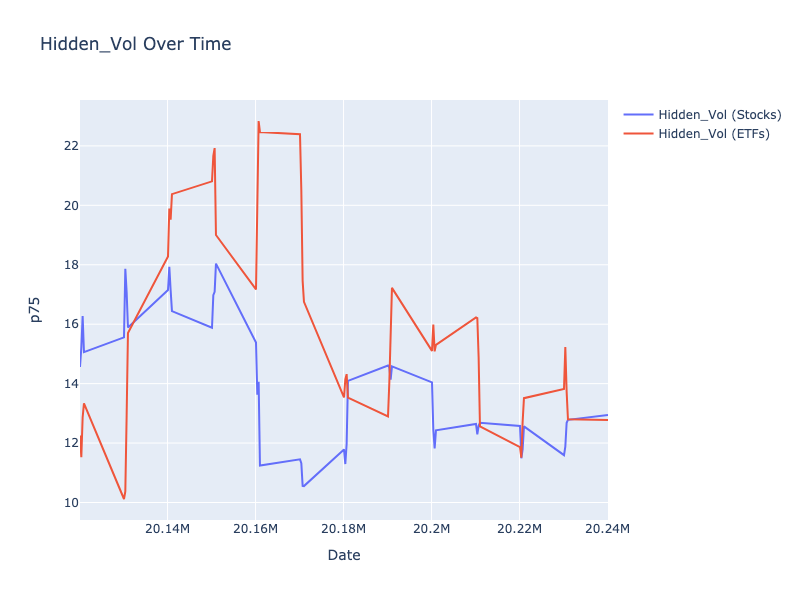 Hidden_Vol Over Time
Hidden_Vol (Stocks)
Hidden_Vol (ETFs)
22
20
18
16
14
12
10
p75
20.14M
20.16M
20.18M
20.2M
20.22M
20.24M
Date